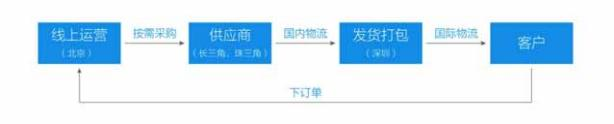 线上运营
（北京）
按需采购
供应商
（长三角、珠三角）
国内物流
发货打包
（深圳）
国际物流
客户
下订单